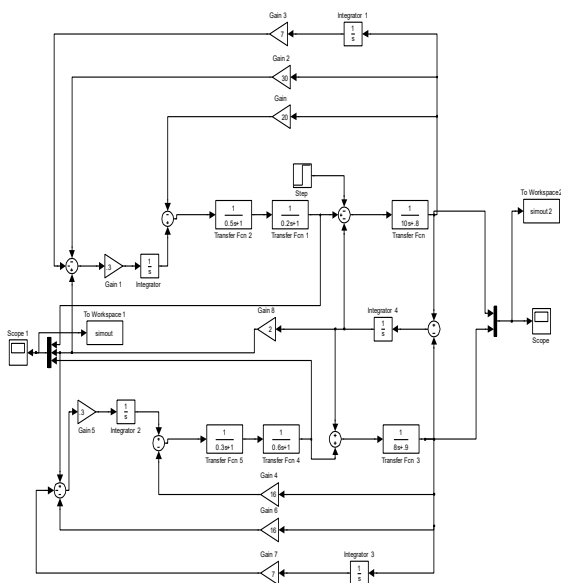 Gain 3
Integrator 1
7
1
s
Gain 2
30
Gain
20
Step
1
0.5s+1
Transfer Fcn 2
1
0.2s+1
Transfer Fcn 1
1
10s+.8
Transfer Fcn
To Workspace2
simout2
.3
Gain 1
1
s
Integrator
To Workspace 1
simout
Gain 8
2
Integrator 4
1
s
Scope 1
Scope
.3
Gain 5
1
s
Integrator 2
1
0.3s+1
Transfer Fcn 5
1
0.6s+1
Transfer Fcn 4
1
8s+.9
Transfer Fcn 3
Gain 4
16
Gain 6
16
Gain 7
7
Integrator 3
1
s